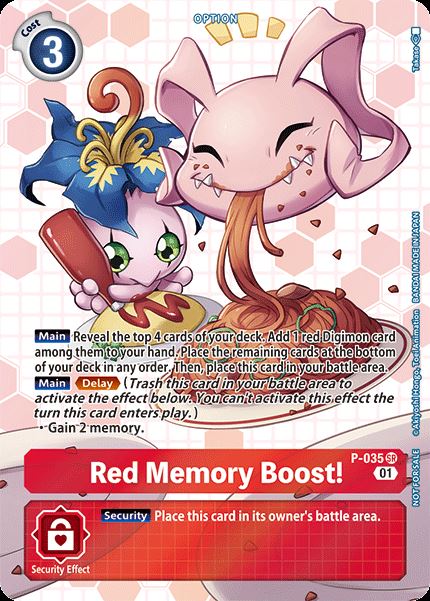 Cost
3
OPTION
Takase
Main Reveal the top 4 cards of your deck. Add 1 red Digimon card
among them to your hand. Place the remaining cards at the bottom
of your deck in any order. Then, place this card in your battle area.
Main Delay (Trash this card in your battle area to
activate the effect below. You can't activate this effect the
turn this card enters play.)
• Gain 2 memory.
©Akiyoshi Hongo, Toei Animation BANDAI MADE IN JAPAN
NOT FOR SALE
P-035 SR
Red Memory Boost!
01
Security Place this card in its owner's battle area.
Security Effect